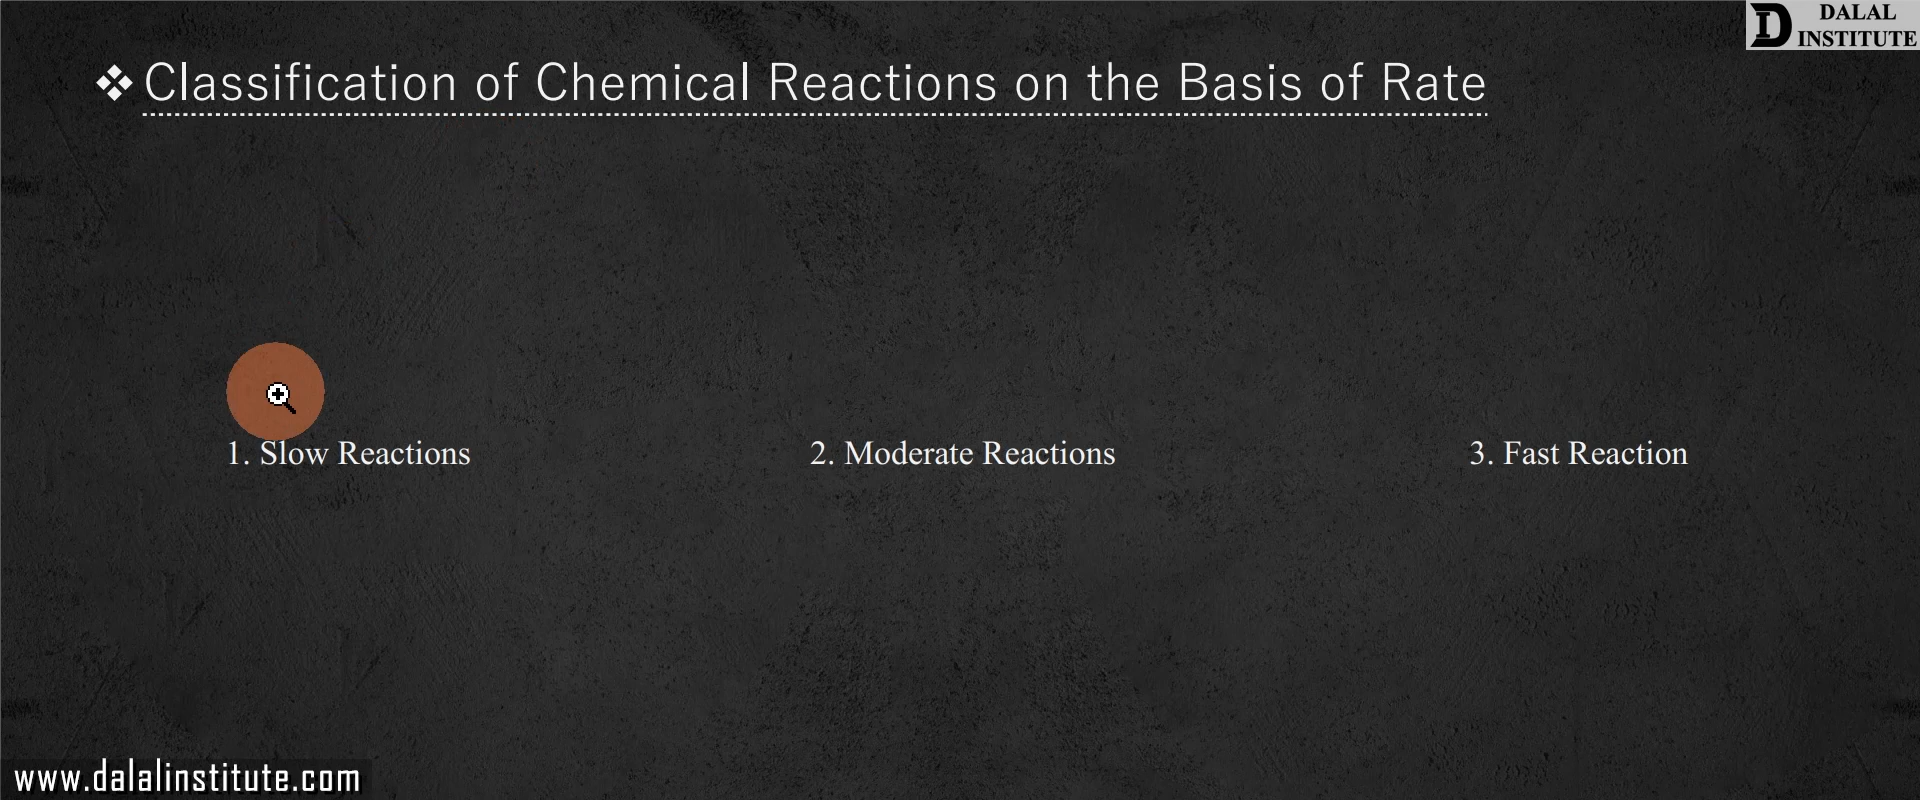 DALAL
INSTITUTE
❖ Classification of Chemical Reactions on the Basis of Rate
1. Slow Reactions
2. Moderate Reactions
3. Fast Reaction
www.dalalinstitute.com